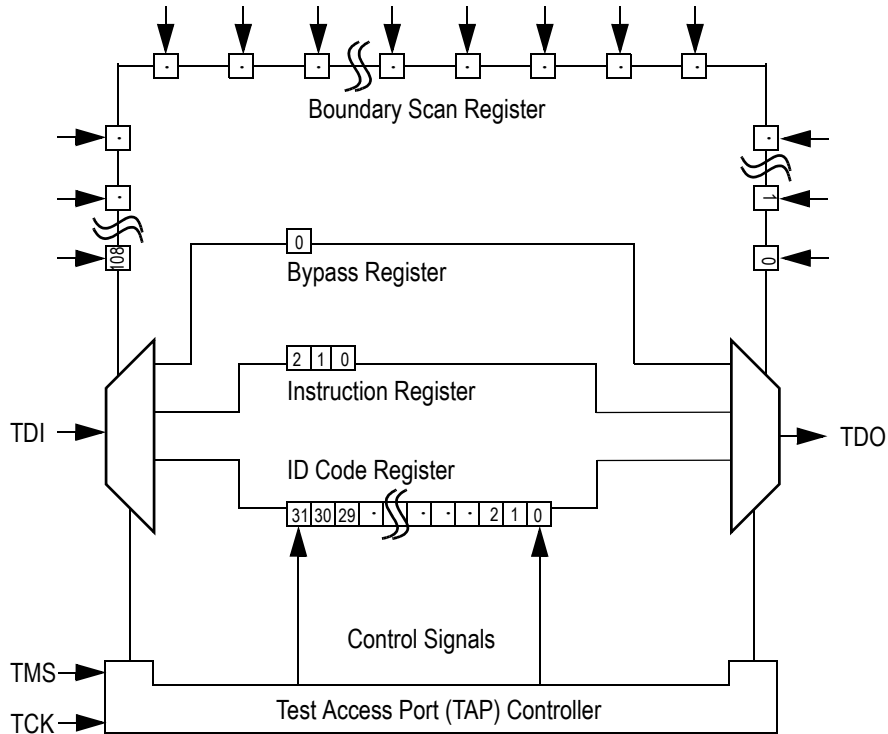 · · · · · · · ·
Boundary Scan Register
· ·
· 1
108 0
0
Bypass Register
2 1 0
Instruction Register
TDI
TDO
ID Code Register
31 30 29 · · · · 2 1 0
Control Signals
TMS
Test Access Port (TAP) Controller
TCK